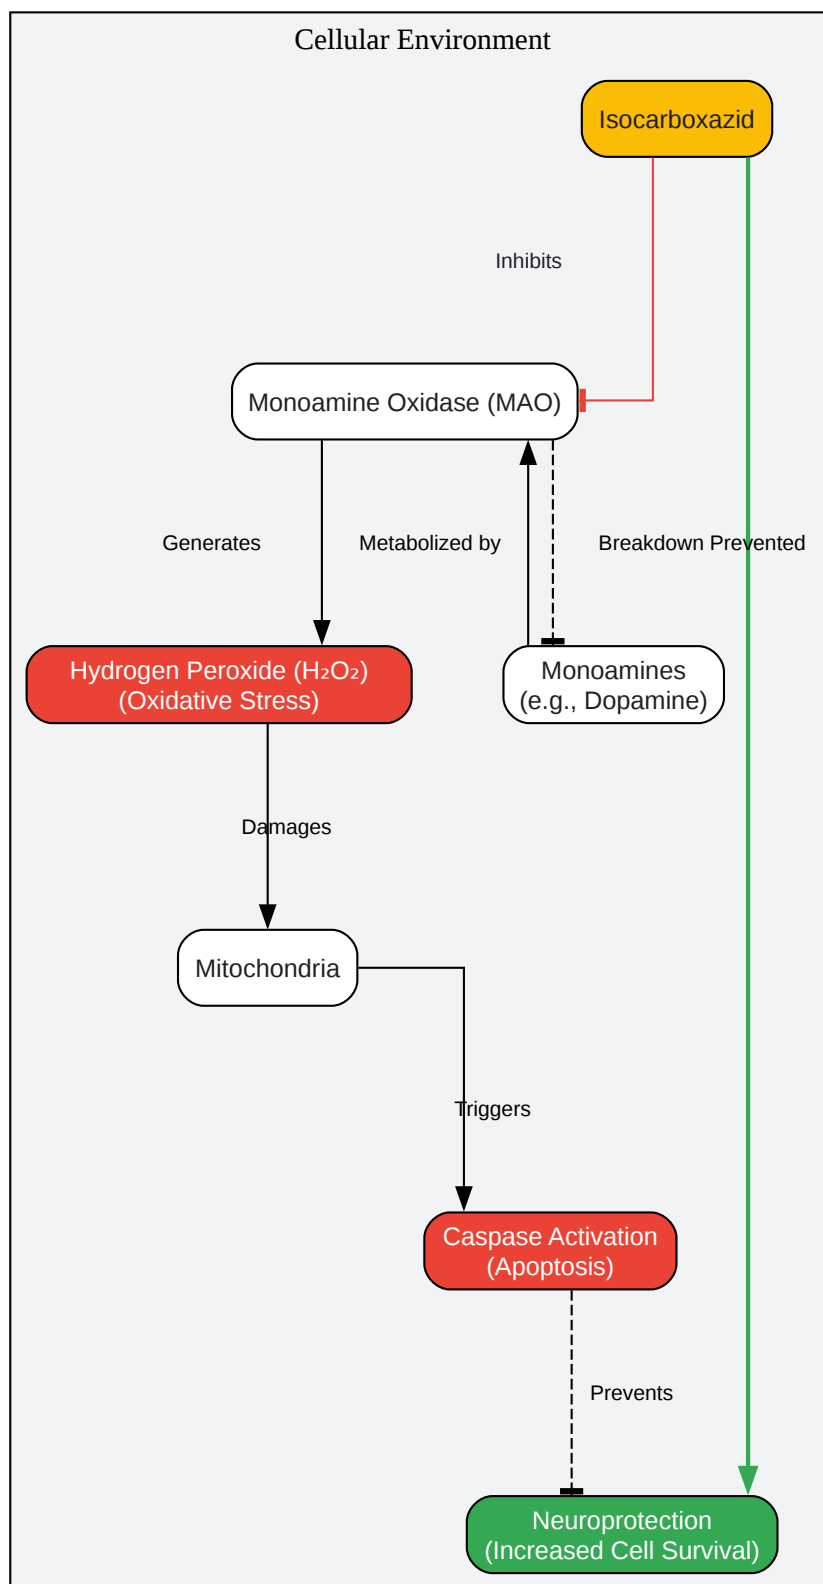 Cellular Environment
Isocarboxazid
Inhibits
Monoamine Oxidase (MAO)
Generates
Metabolized by
Breakdown Prevented
Hydrogen Peroxide (H₂O₂)
(Oxidative Stress)
Monoamines
(e.g., Dopamine)
Damages
Mitochondria
Triggers
Caspase Activation
(Apoptosis)
Prevents
Neuroprotection
(Increased Cell Survival)